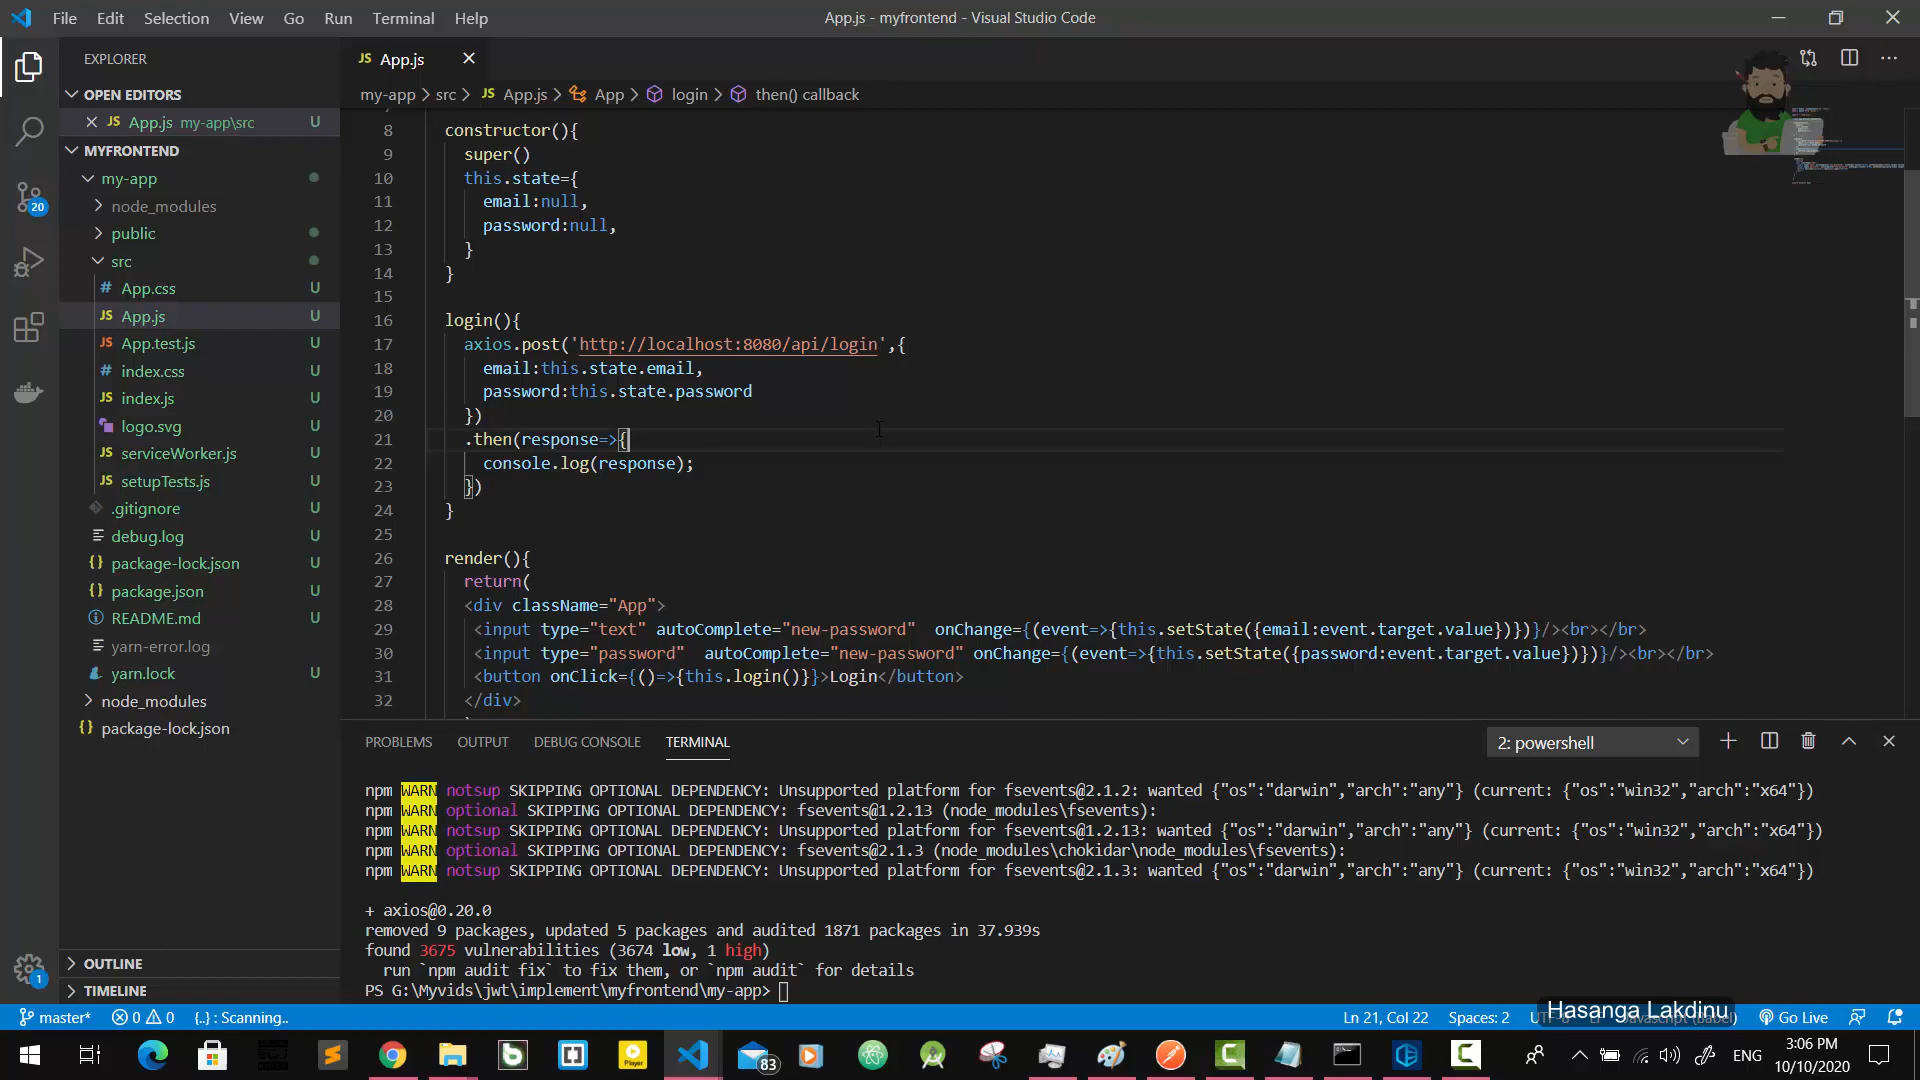 File Edit Selection View Go Run Terminal Help
App.js - myfrontend - Visual Studio Code
EXPLORER
OPEN EDITORS
JS App.js my-app\src U
MYFRONTEND
my-app
node_modules
public
src
# App.css U
JS App.js U
JS App.test.js U
# index.css U
JS index.js U
logo.svg U
JS serviceWorker.js U
JS setupTests.js U
.gitignore U
debug.log U
{} package-lock.json U
{} package.json U
README.md U
yarn-error.log
yarn.lock U
node_modules
{} package-lock.json
OUTLINE
TIMELINE
20
1
JS App.js
my-app > src > JS App.js > App > login > then() callback
8 constructor(){
9 super()
10 this.state={
11 email:null,
12 password:null,
13 }
14 }
15
16 login(){
17 axios.post('http://localhost:8080/api/login',{
18 email:this.state.email,
19 password:this.state.password
20 })
21 .then(response=>{
22 console.log(response);
23 })
24 }
25
26 render(){
27 return(
28 <div className="App">
29 <input type="text" autoComplete="new-password" onChange={(event=>{this.setState({email:event.target.value})})}/><br></br>
30 <input type="password" autoComplete="new-password" onChange={(event=>{this.setState({password:event.target.value})})}/><br></br>
31 <button onClick={()=>{this.login()}}>Login</button>
32 </div>
PROBLEMS OUTPUT DEBUG CONSOLE TERMINAL
2: powershell
npm WARN notsup SKIPPING OPTIONAL DEPENDENCY: Unsupported platform for fsevents@2.1.2: wanted {"os":"darwin","arch":"any"} (current: {"os":"win32","arch":"x64"})
npm WARN optional SKIPPING OPTIONAL DEPENDENCY: fsevents@1.2.13 (node_modules\fsevents):
npm WARN notsup SKIPPING OPTIONAL DEPENDENCY: Unsupported platform for fsevents@1.2.13: wanted {"os":"darwin","arch":"any"} (current: {"os":"win32","arch":"x64"})
npm WARN optional SKIPPING OPTIONAL DEPENDENCY: fsevents@2.1.3 (node_modules\chokidar\node_modules\fsevents):
npm WARN notsup SKIPPING OPTIONAL DEPENDENCY: Unsupported platform for fsevents@2.1.3: wanted {"os":"darwin","arch":"any"} (current: {"os":"win32","arch":"x64"})
+ axios@0.20.0
removed 9 packages, updated 5 packages and audited 1871 packages in 37.939s
found 3675 vulnerabilities (3674 low, 1 high)
run `npm audit fix` to fix them, or `npm audit` for details
PS G:\Myvids\jwt\implement\myfrontend\my-app>
master* 0 0 {..} : Scanning..
Ln 21, Col 22 Spaces: 2
Hasanga Lakdinu
Go Live
83
Player
ENG
3:06 PM
10/10/2020